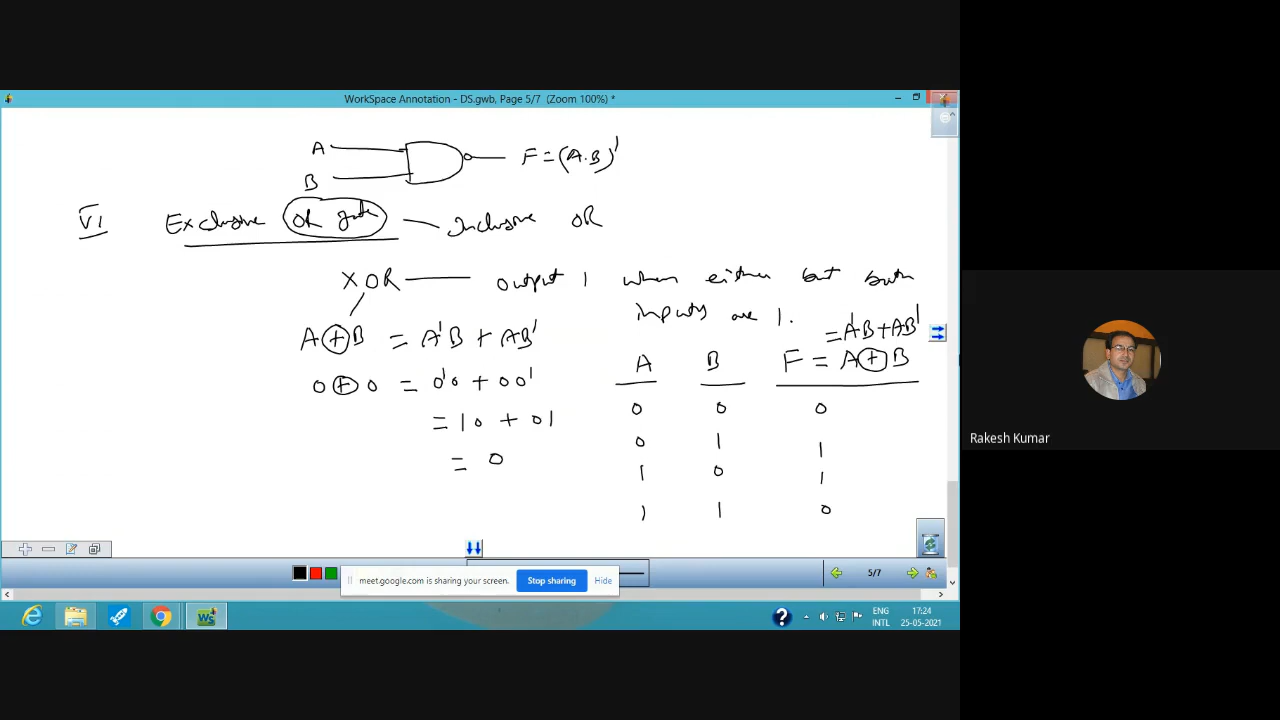 WorkSpace Annotation - DS.gwb, Page 5/7 (Zoom 100%) *
A
B
F = (A.B)'
VI Exclusive OR gate — Inclusive OR
XOR — output 1 when either but both
inputs are 1.
= A'B + AB'
A ⊕ B = A'B + AB'
A B F = A ⊕ B
0 ⊕ 0 = 0'0 + 00'
0 0 0
= 10 + 01
0 1 1
= 0
1 0 1
1 1 0
Rakesh Kumar
5/7
meet.google.com is sharing your screen. Stop sharing Hide
ENG 17:24
INTL 25-05-2021